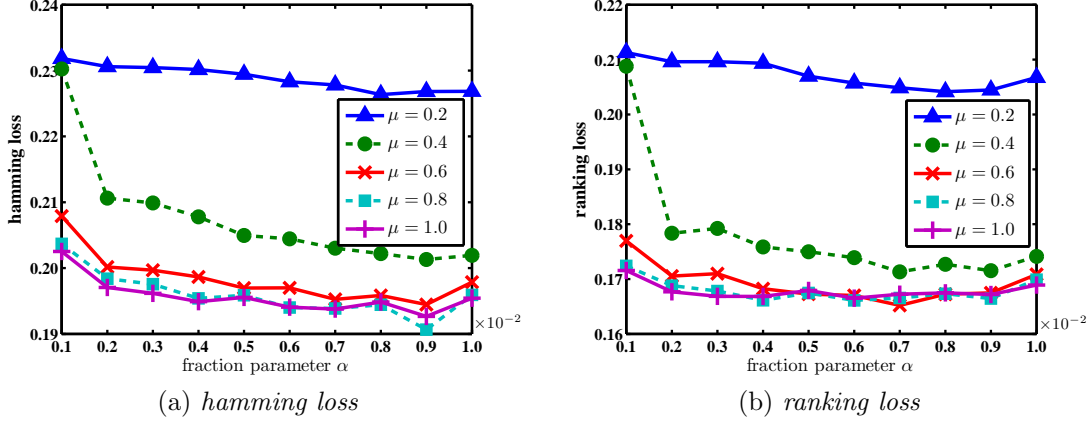 0.24
0.23
0.22
0.21
0.20
0.19
hamming loss
μ = 0.2
μ = 0.4
μ = 0.6
μ = 0.8
μ = 1.0
0.1 0.2 0.3 0.4 0.5 0.6 0.7 0.8 0.9 1.0
×10⁻²
fraction parameter α
(a) hamming loss
0.22
0.21
0.20
0.19
0.18
0.17
0.16
ranking loss
μ = 0.2
μ = 0.4
μ = 0.6
μ = 0.8
μ = 1.0
0.1 0.2 0.3 0.4 0.5 0.6 0.7 0.8 0.9 1.0
×10⁻²
fraction parameter α
(b) ranking loss